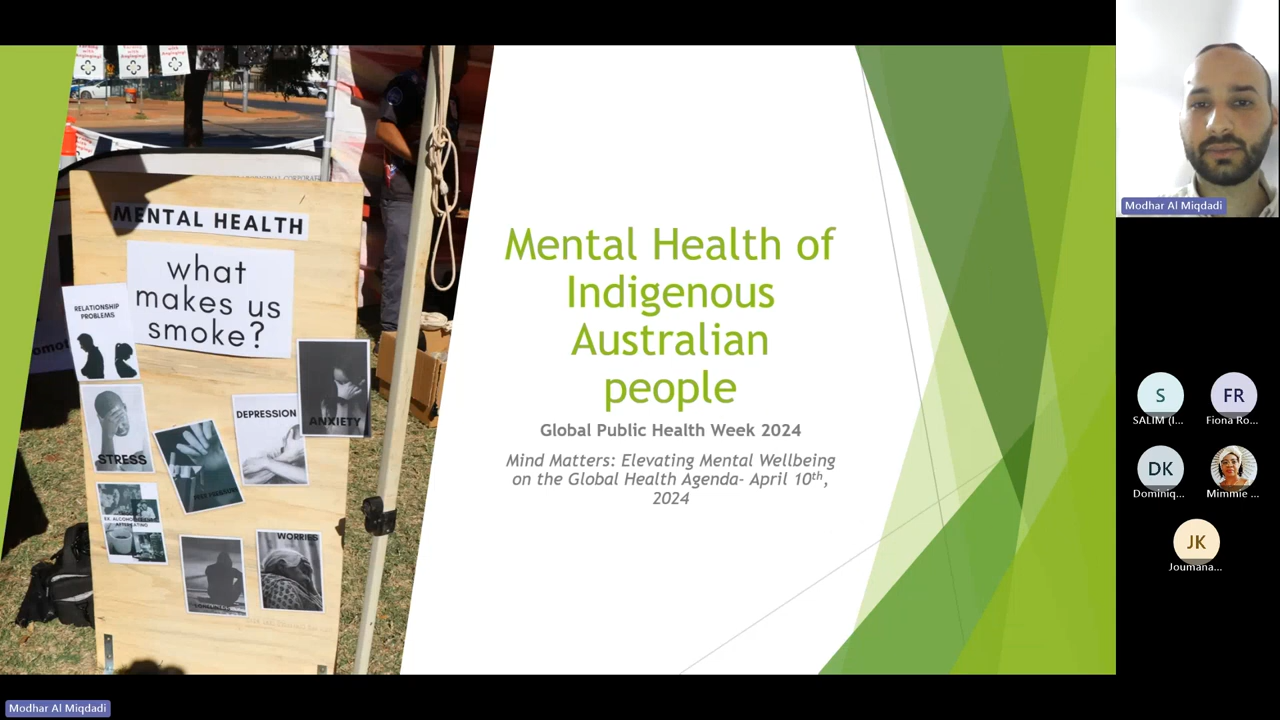 MENTAL HEALTH
what
makes us
smoke?
RELATIONSHIP
PROBLEMS
STRESS
DEPRESSION
ANXIETY
WORRIES
LONELINESS
Mental Health of
Indigenous
Australian
people
Global Public Health Week 2024
Mind Matters: Elevating Mental Wellbeing
on the Global Health Agenda- April 10th,
2024
Modhar Al Miqdadi
S
SALIM (I...
FR
Fiona Ro...
DK
Dominiq...
Mimmie ...
JK
Joumana...
Modhar Al Miqdadi